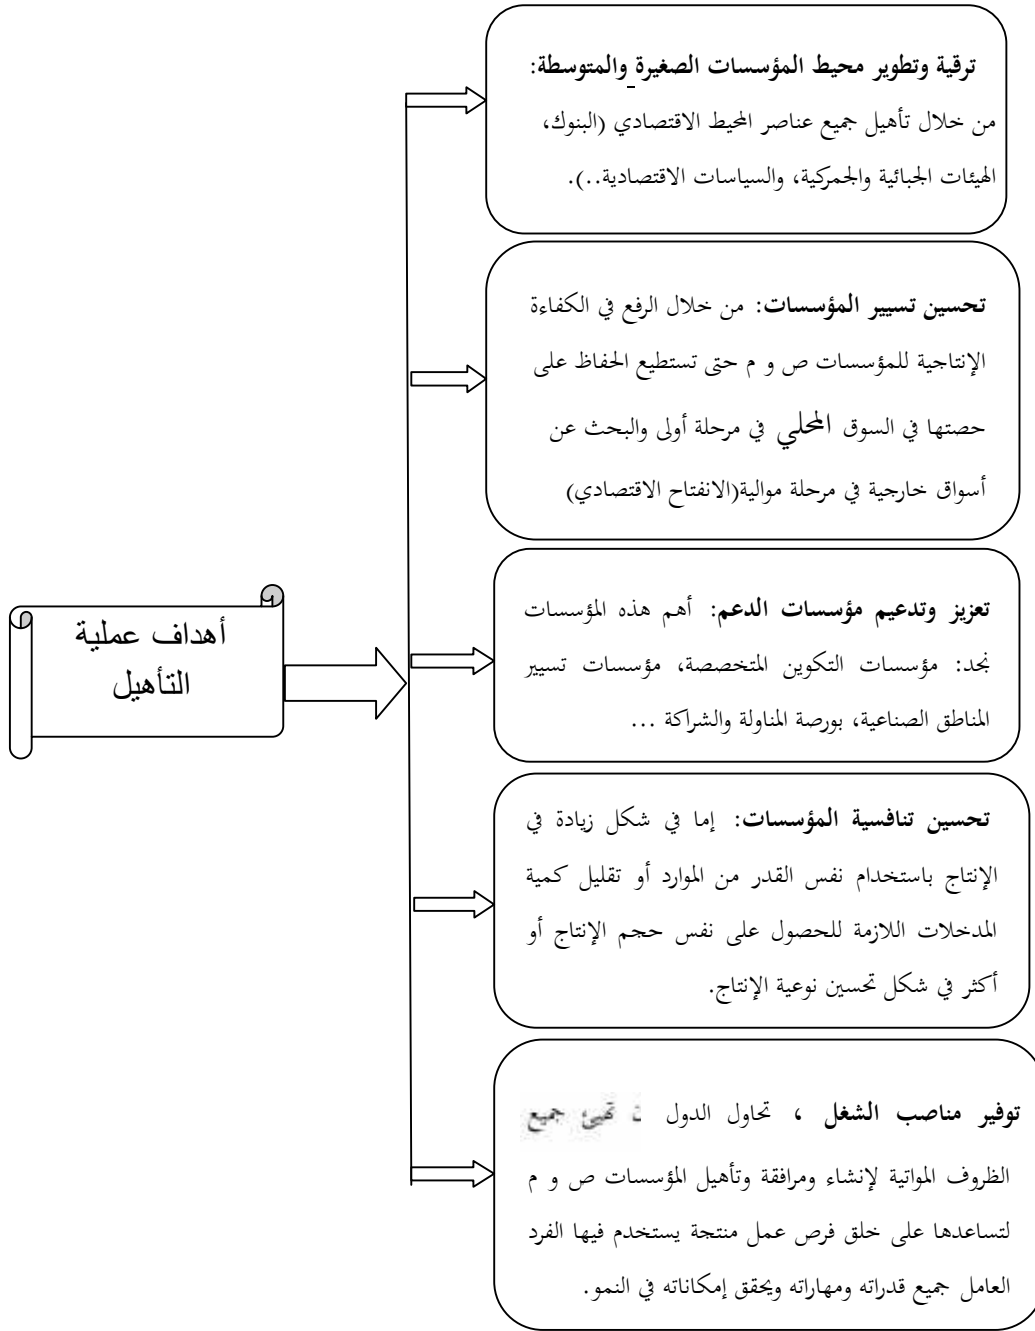 ترقية وتطوير محيط المؤسسات الصغيرة والمتوسطة:
من خلال تأهيل جميع عناصر المحيط الاقتصادي (البنوك،
الهيئات الجبائية والجمركية، والسياسات الاقتصادية..).
تحسين تسيير المؤسسات: من خلال الرفع في الكفاءة
الإنتاجية للمؤسسات ص و م حتى تستطيع الحفاظ على
حصتها في السوق المحلي في مرحلة أولى والبحث عن
أسواق خارجية في مرحلة موالية(الانفتاح الاقتصادي)
أهداف عملية
التأهيل
تعزيز وتدعيم مؤسسات الدعم: أهم هذه المؤسسات
نجد: مؤسسات التكوين المتخصصة، مؤسسات تسيير
المناطق الصناعية، بورصة المناولة والشراكة ...
تحسين تنافسية المؤسسات: إما في شكل زيادة في
الإنتاج باستخدام نفس القدر من الموارد أو تقليل كمية
المدخلات اللازمة للحصول على نفس حجم الإنتاج أو
أكثر في شكل تحسين نوعية الإنتاج.
توفير مناصب الشغل ، تحاول الدول تهيئ جميع
الظروف المواتية لإنشاء ومرافقة وتأهيل المؤسسات ص و م
لتساعدها على خلق فرص عمل منتجة يستخدم فيها الفرد
العامل جميع قدراته ومهاراته ويحقق إمكاناته في النمو.